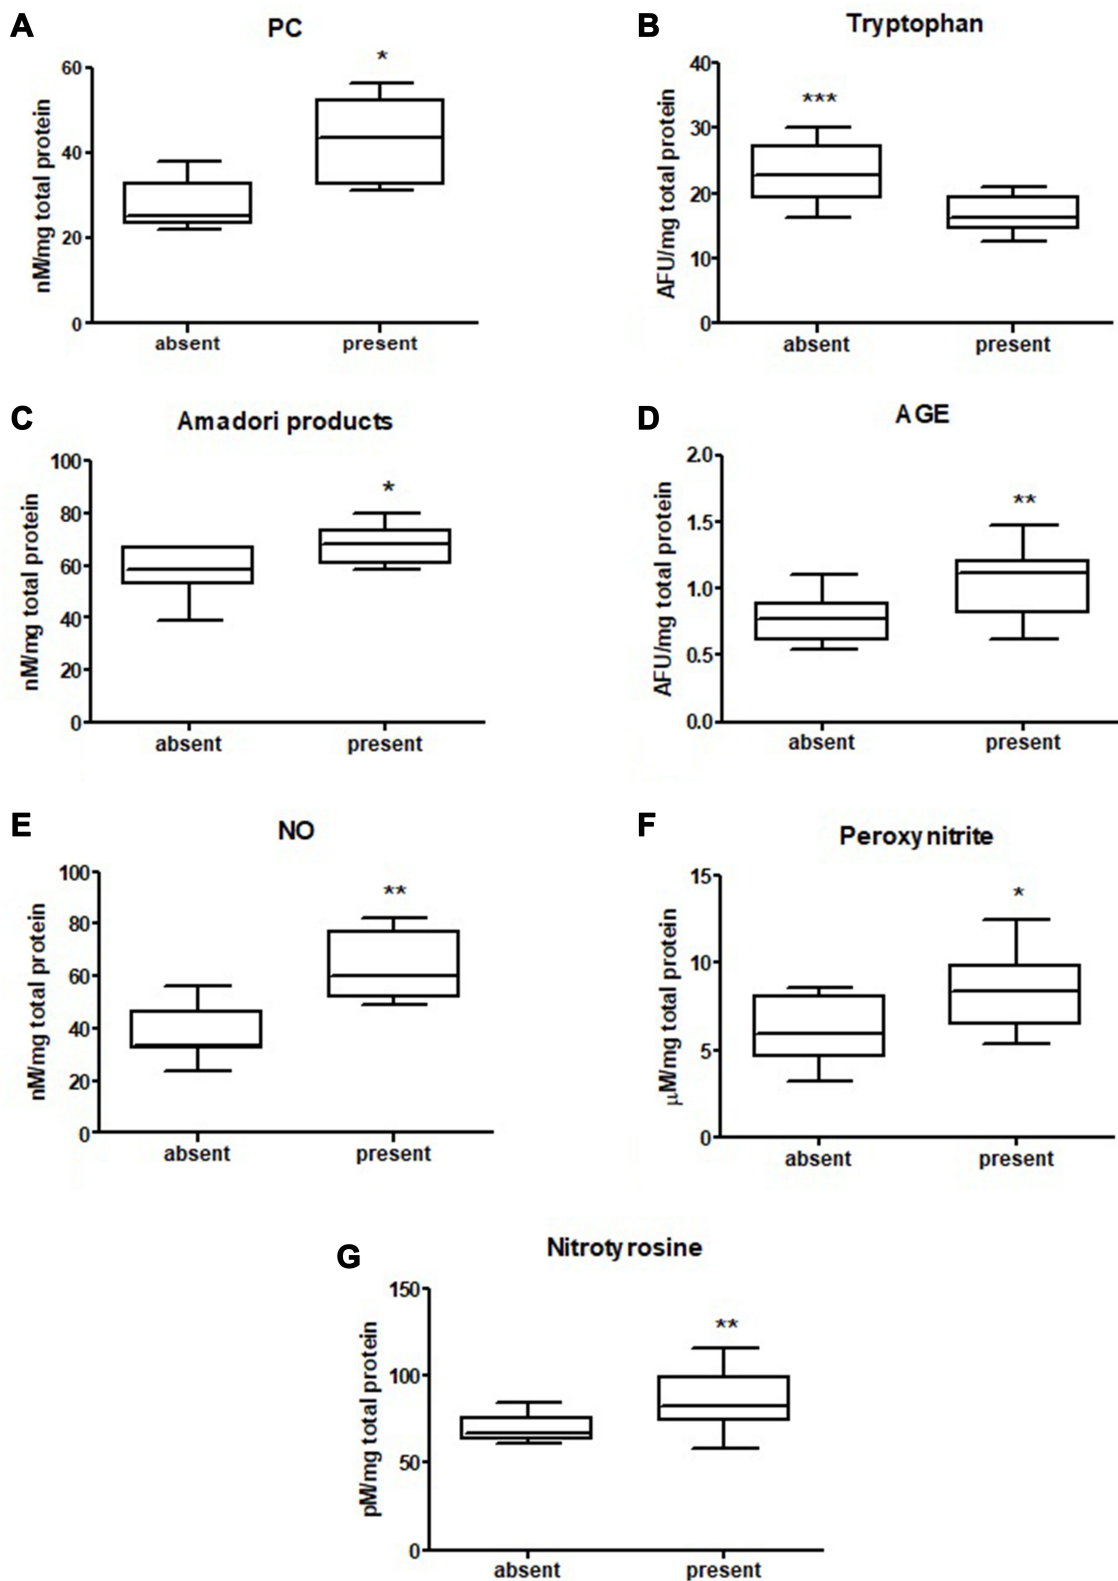 A
PC
*
60
40
20
0
nM/mg total protein
absent present
B
Tryptophan
***
40
30
20
10
0
AFU/mg total protein
absent present
C
Amadori products
*
100
80
60
40
20
0
nM/mg total protein
absent present
D
AGE
**
2.0
1.5
1.0
0.5
0.0
AFU/mg total protein
absent present
E
NO
**
100
80
60
40
20
0
nM/mg total protein
absent present
F
Peroxynitrite
*
15
10
5
0
µM/mg total protein
absent present
G
Nitrotyrosine
**
150
100
50
0
pM/mg total protein
absent present